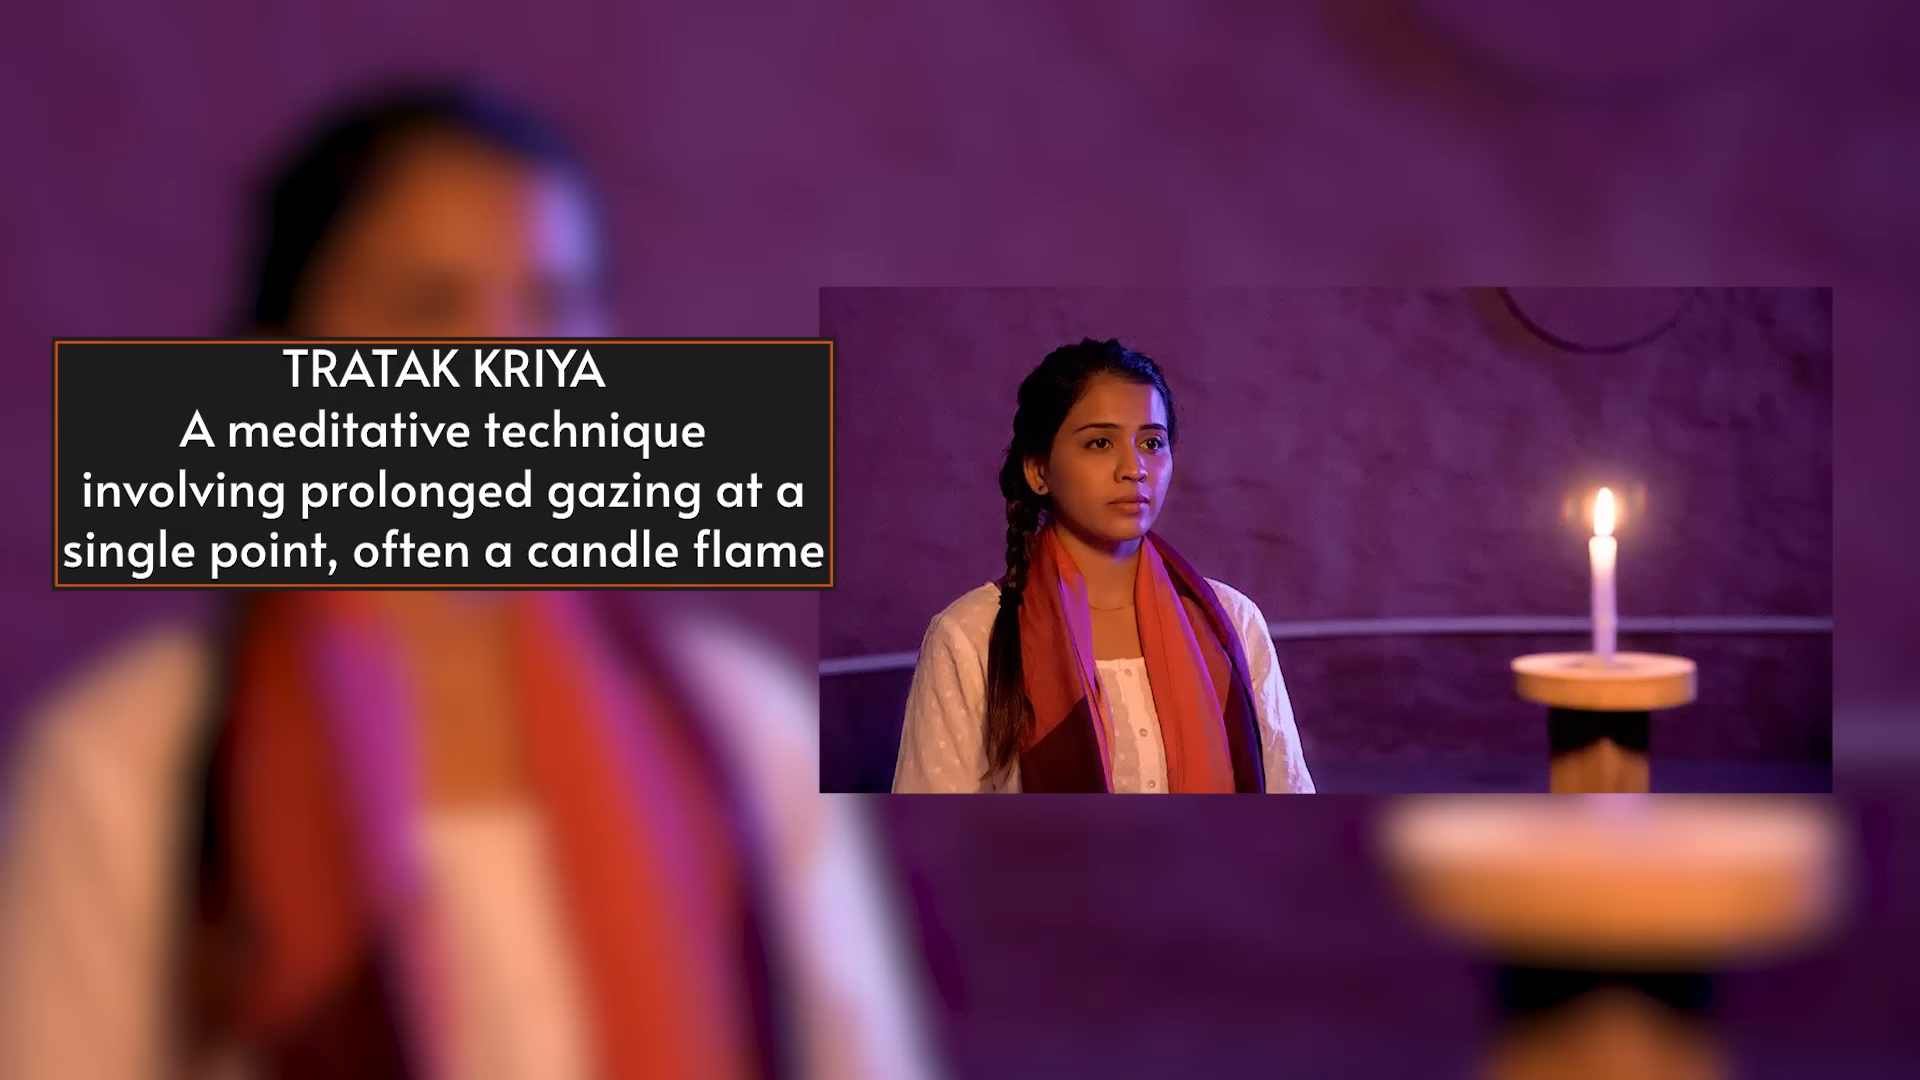 TRATAK KRIYA
A meditative technique
involving prolonged gazing at a
single point, often a candle flame